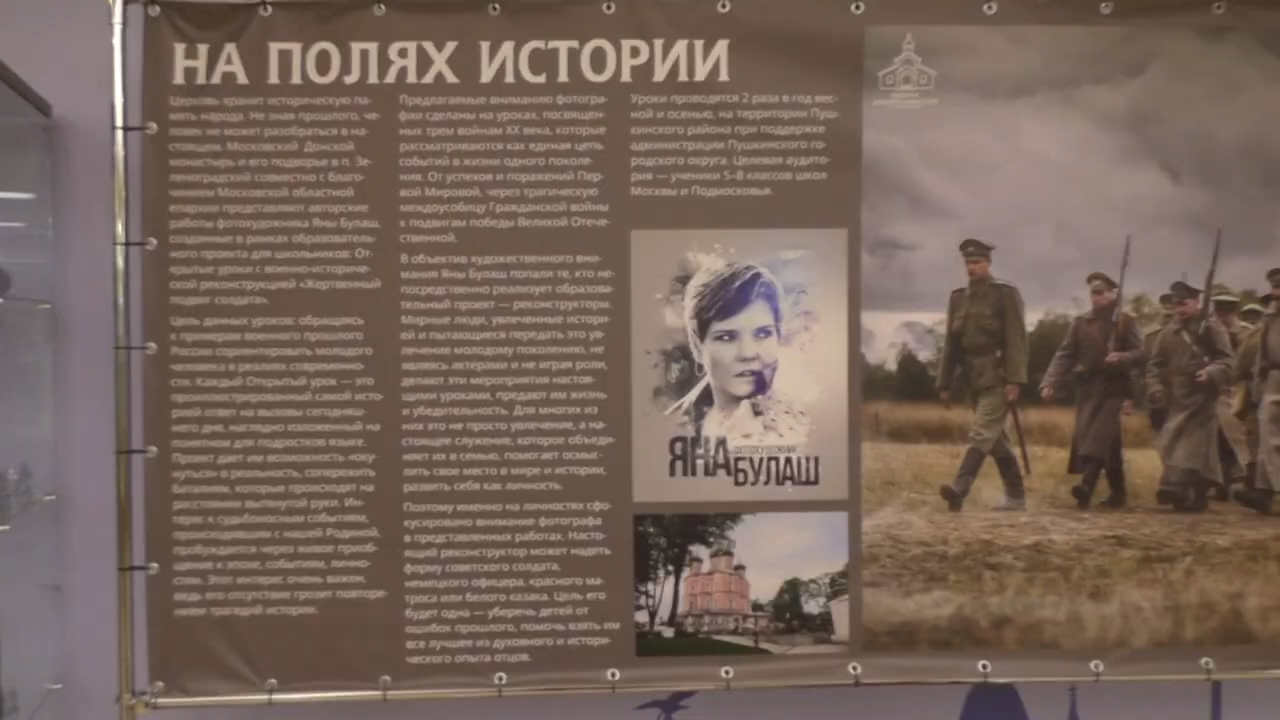 НА ПОЛЯХ ИСТОРИИ
Церковь хранит историческую па-
мять народа. Не зная прошлого, че-
ловек не может разобраться в на-
стоящем. Московский Донской
монастырь и его подворье в п. Зе-
леноградский совместно с благо-
чинием Московской областной
епархии представляют авторские
работы фотохудожника Яны Булаш,
созданные в рамках образователь-
ного проекта для школьников: От-
крытые уроки с военно-историче-
ской реконструкцией «Жертвенный
подвиг солдата».
Цель данных уроков: обращаясь
к примерам военного прошлого
России сориентировать молодого
человека в реалиях современно-
сти. Каждый Открытый урок — это
проиллюстрированный самой исто-
рией ответ на вызовы сегодняш-
него дня, наглядно изложенный на
понятном для подростков языке.
Проект дает им возможность «оку-
нуться» в реальность, сопережить
баталиям, которые происходят на
расстоянии вытянутой руки. Ин-
терес к судьбоносным событиям,
происходившим с нашей Родиной,
пробуждается через живое приоб-
щение к эпохе, событиям, лично-
стям. Этот интерес очень важен,
ведь его отсутствие грозит повторе-
нием трагедий истории.
Предлагаемые вниманию фотогра-
фии сделаны на уроках, посвящен-
ных трем войнам XX века, которые
рассматриваются как единая цепь
событий в жизни одного поколе-
ния. От успехов и поражений Пер-
вой Мировой, через трагическую
междоусобицу Гражданской войны
к подвигам победы Великой Отече-
ственной.
В объектив художественного вни-
мания Яны Булаш попали те, кто не-
посредственно реализует образова-
тельный проект — реконструкторы.
Мирные люди, увлеченные истори-
ей и пытающиеся передать это ув-
лечение молодому поколению, не
являясь актерами и не играя роли,
делают эти мероприятия настоя-
щими уроками, предают им жизнь
и убедительность. Для многих из
них это не просто увлечение, а на-
стоящее служение, которое объеди-
няет их в семью, помогает осмыс-
лить свое место в мире и истории,
развить себя как личность.
Поэтому именно на личностях сфо-
кусировано внимание фотографа
в представленных работах. Насто-
ящий реконструктор может надеть
форму советского солдата,
немецкого офицера, красного ма-
троса или белого казака. Цель его
будет одна — уберечь детей от
ошибок прошлого, помочь взять им
все лучшее из духовного и истори-
ческого опыта отцов.
Уроки проводятся 2 раза в год вес-
ной и осенью, на территории Пуш-
кинского района при поддержке
администрации Пушкинского го-
родского округа. Целевая аудито-
рия — ученики 5–8 классов школ
Москвы и Подмосковья.
ЯНА
фотохудожник
БУЛАШ